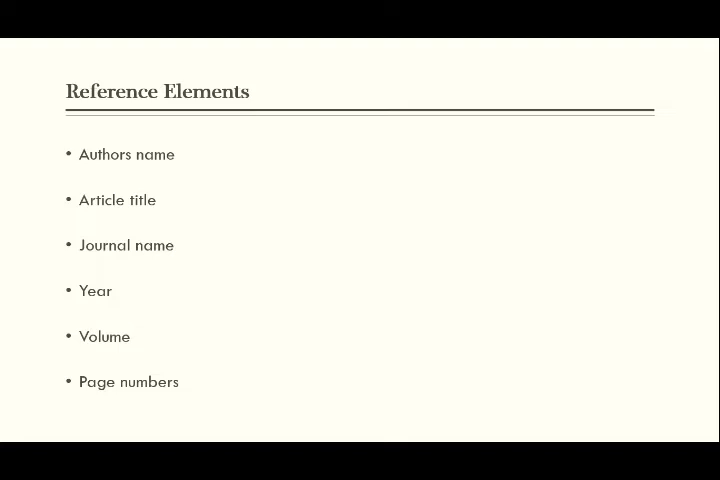 Reference Elements
• Authors name
• Article title
• Journal name
• Year
• Volume
• Page numbers